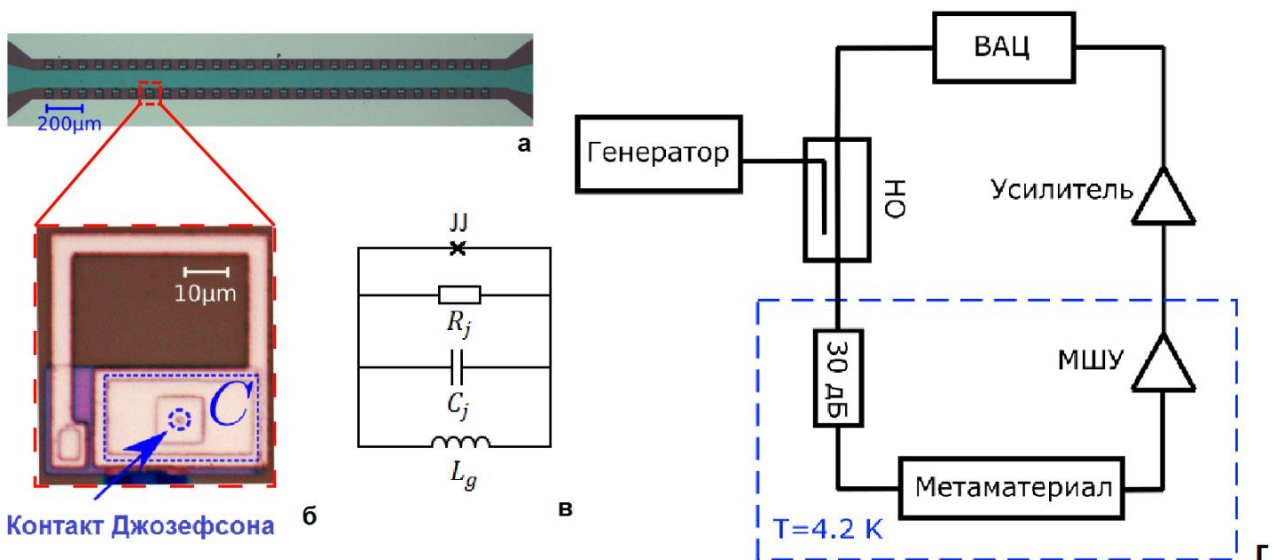 200µm
а
10µm
C
Контакт Джозефсона
б
JJ
R_j
C_j
L_g
в
ВАЦ
Генератор
НО
Усилитель
30 дБ
МШУ
Метаматериал
T=4.2 K
г